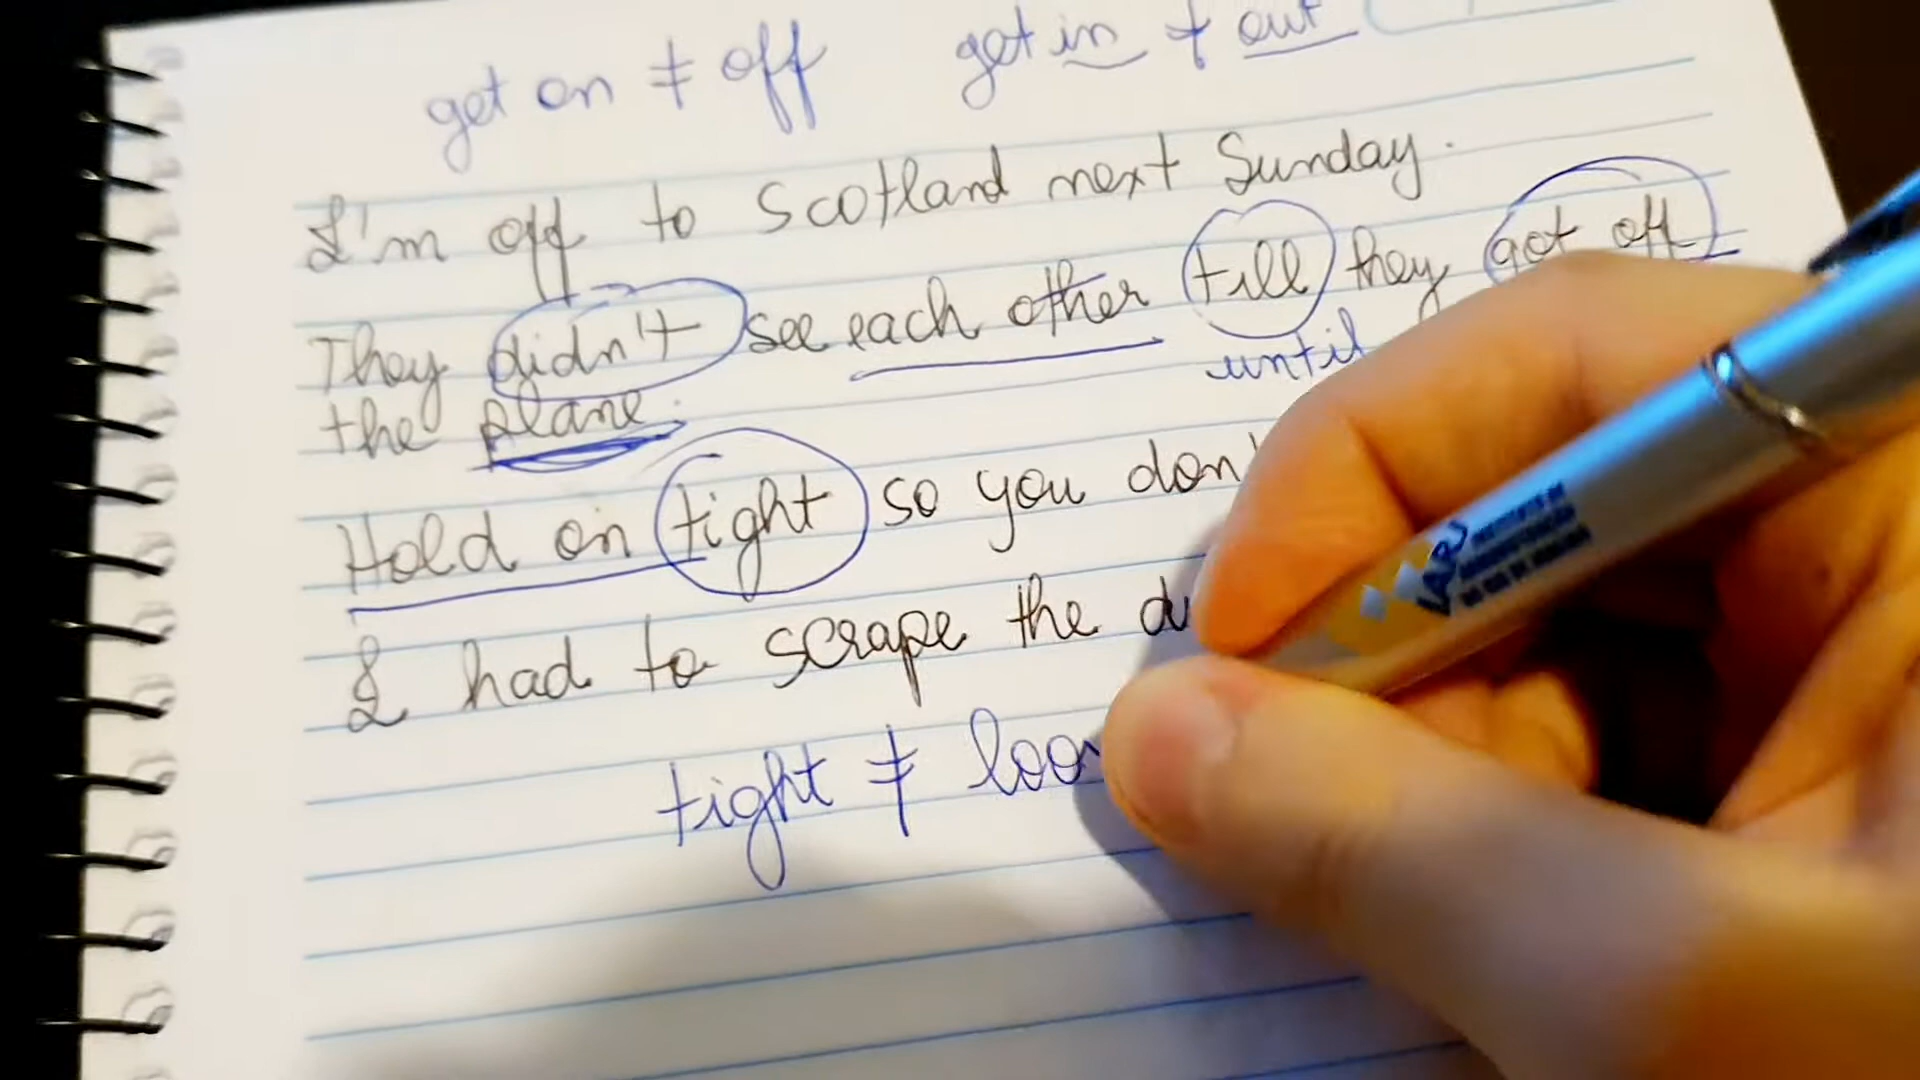 get on ≠ off get in ≠ out
I'm off to Scotland next Sunday.
They didn't see each other till they got off
until
the plane.
Hold on tight so you don'
I had to scrape the
tight ≠